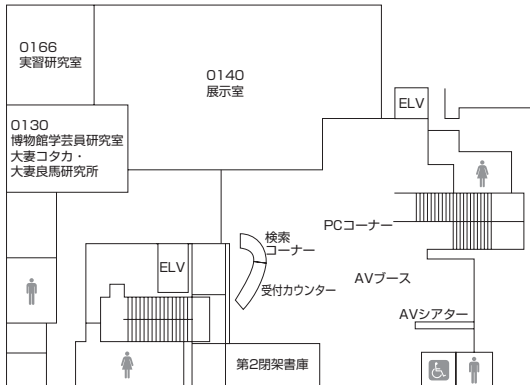 0166
実習研究室
0140
展示室
ELV
0130
博物館学芸員研究室
大妻コタカ・
大妻良馬研究所
PCコーナー
検索
コーナー
ELV
受付カウンター
AVブース
AVシアター
第2閉架書庫